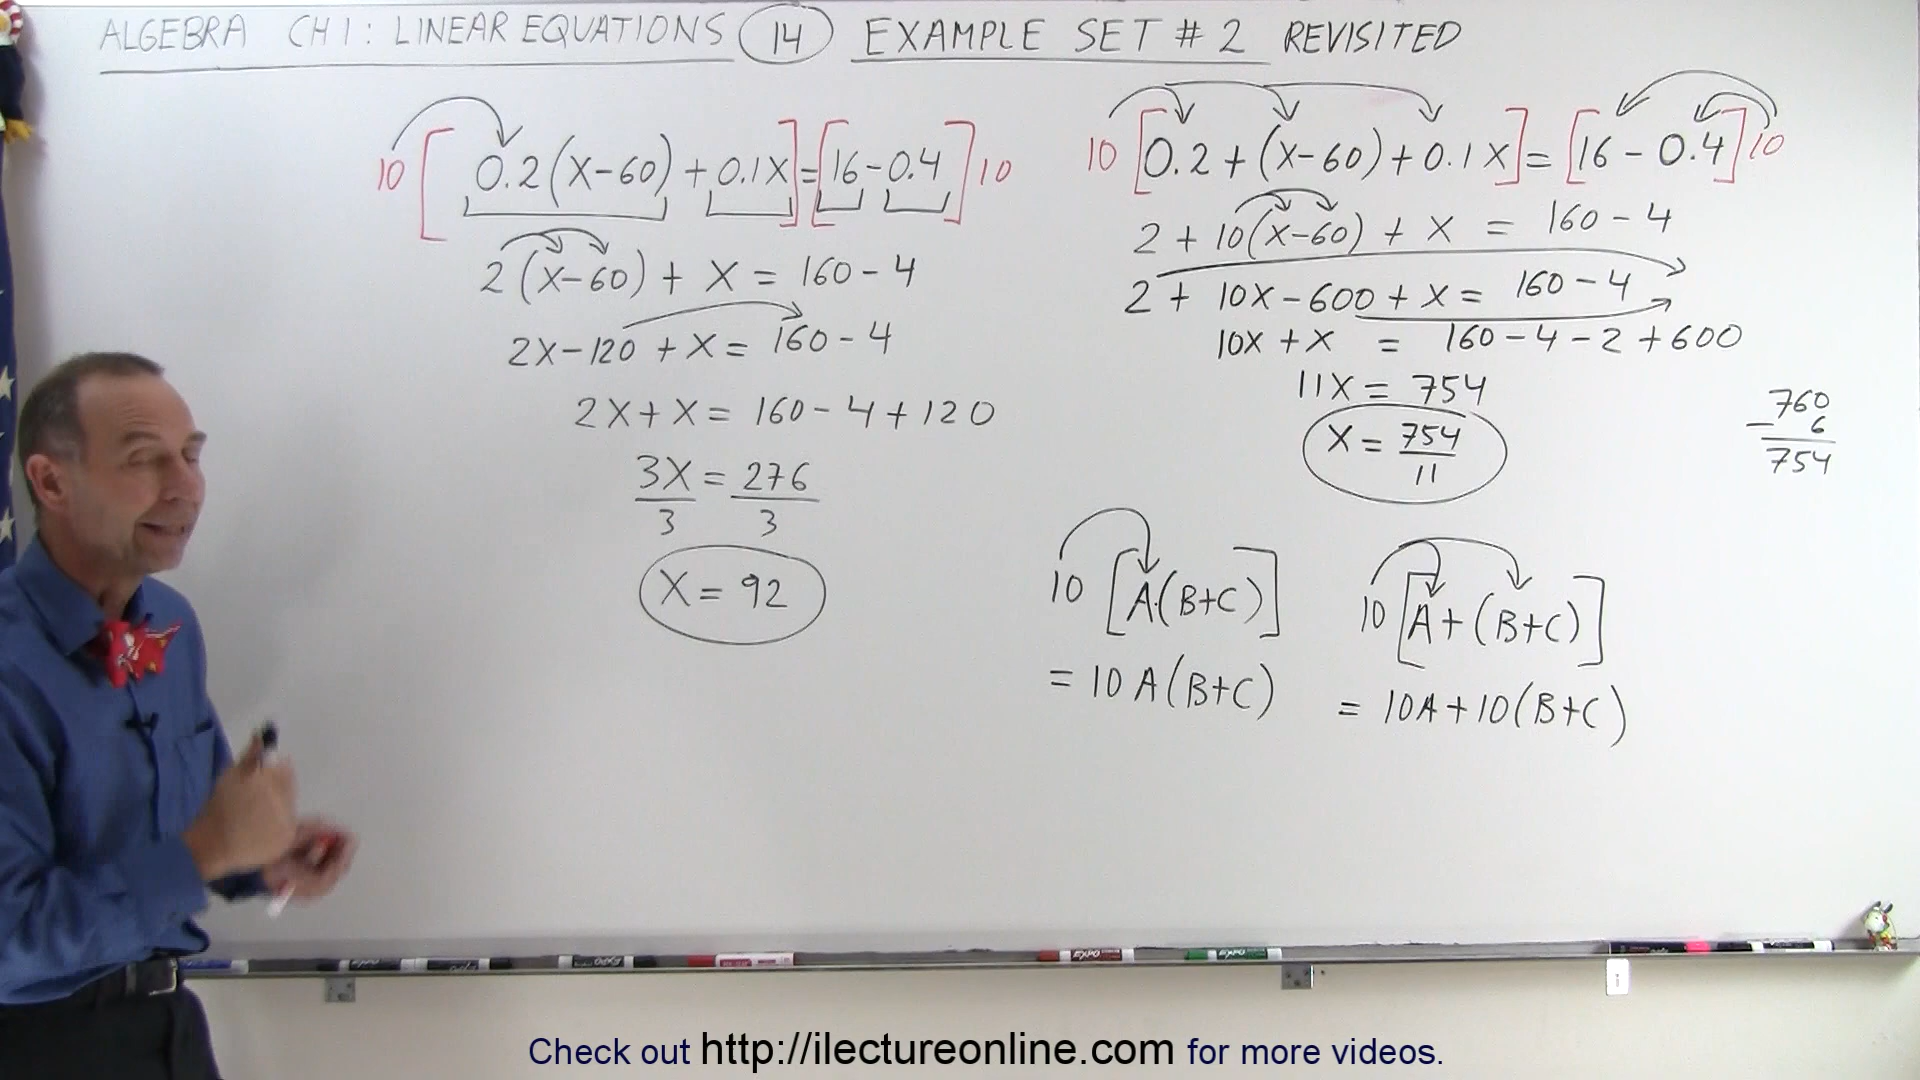 ALGEBRA CH 1: LINEAR EQUATIONS 14 EXAMPLE SET # 2 REVISITED
10 [0.2(X-60) + 0.1X] = [16 - 0.4] 10
2(X-60) + X = 160 - 4
2X - 120 + X = 160 - 4
2X + X = 160 - 4 + 120
3X = 276
3 3
X = 92
10 [0.2 + (X-60) + 0.1X] = [16 - 0.4] 10
2 + 10(X-60) + X = 160 - 4
2 + 10X - 600 + X = 160 - 4
10X + X = 160 - 4 - 2 + 600
11X = 754
X = 754
11
760
- 6
754
10 [A·(B+C)]
= 10 A(B+C)
10 [A + (B+C)]
= 10A + 10(B+C)
EXPO EXPO EXPO EXPO
Check out http://ilectureonline.com for more videos.